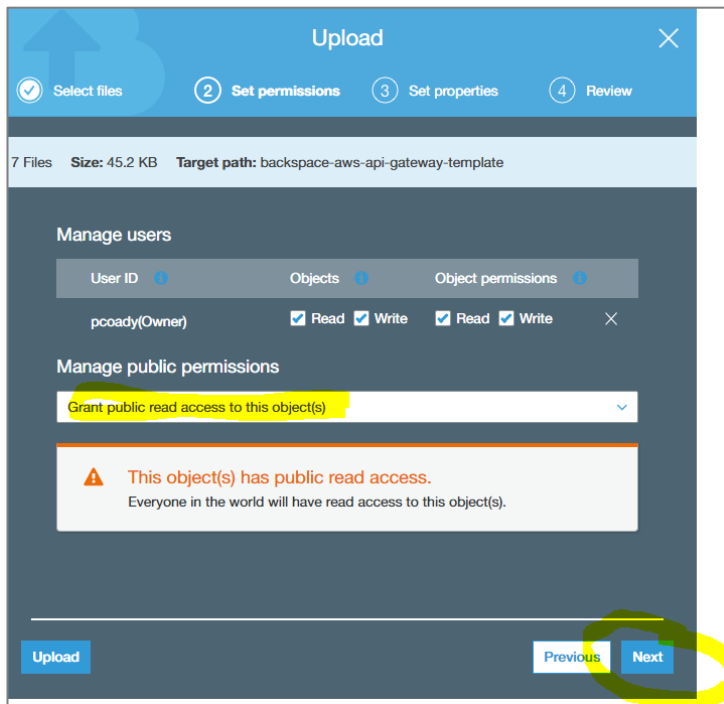 Upload
Select files 2 Set permissions 3 Set properties 4 Review
7 Files Size: 45.2 KB Target path: backspace-aws-api-gateway-template
Manage users
User ID Objects Object permissions
pcoady(Owner) Read Write Read Write
Manage public permissions
Grant public read access to this object(s)
This object(s) has public read access.
Everyone in the world will have read access to this object(s).
Upload Previous Next